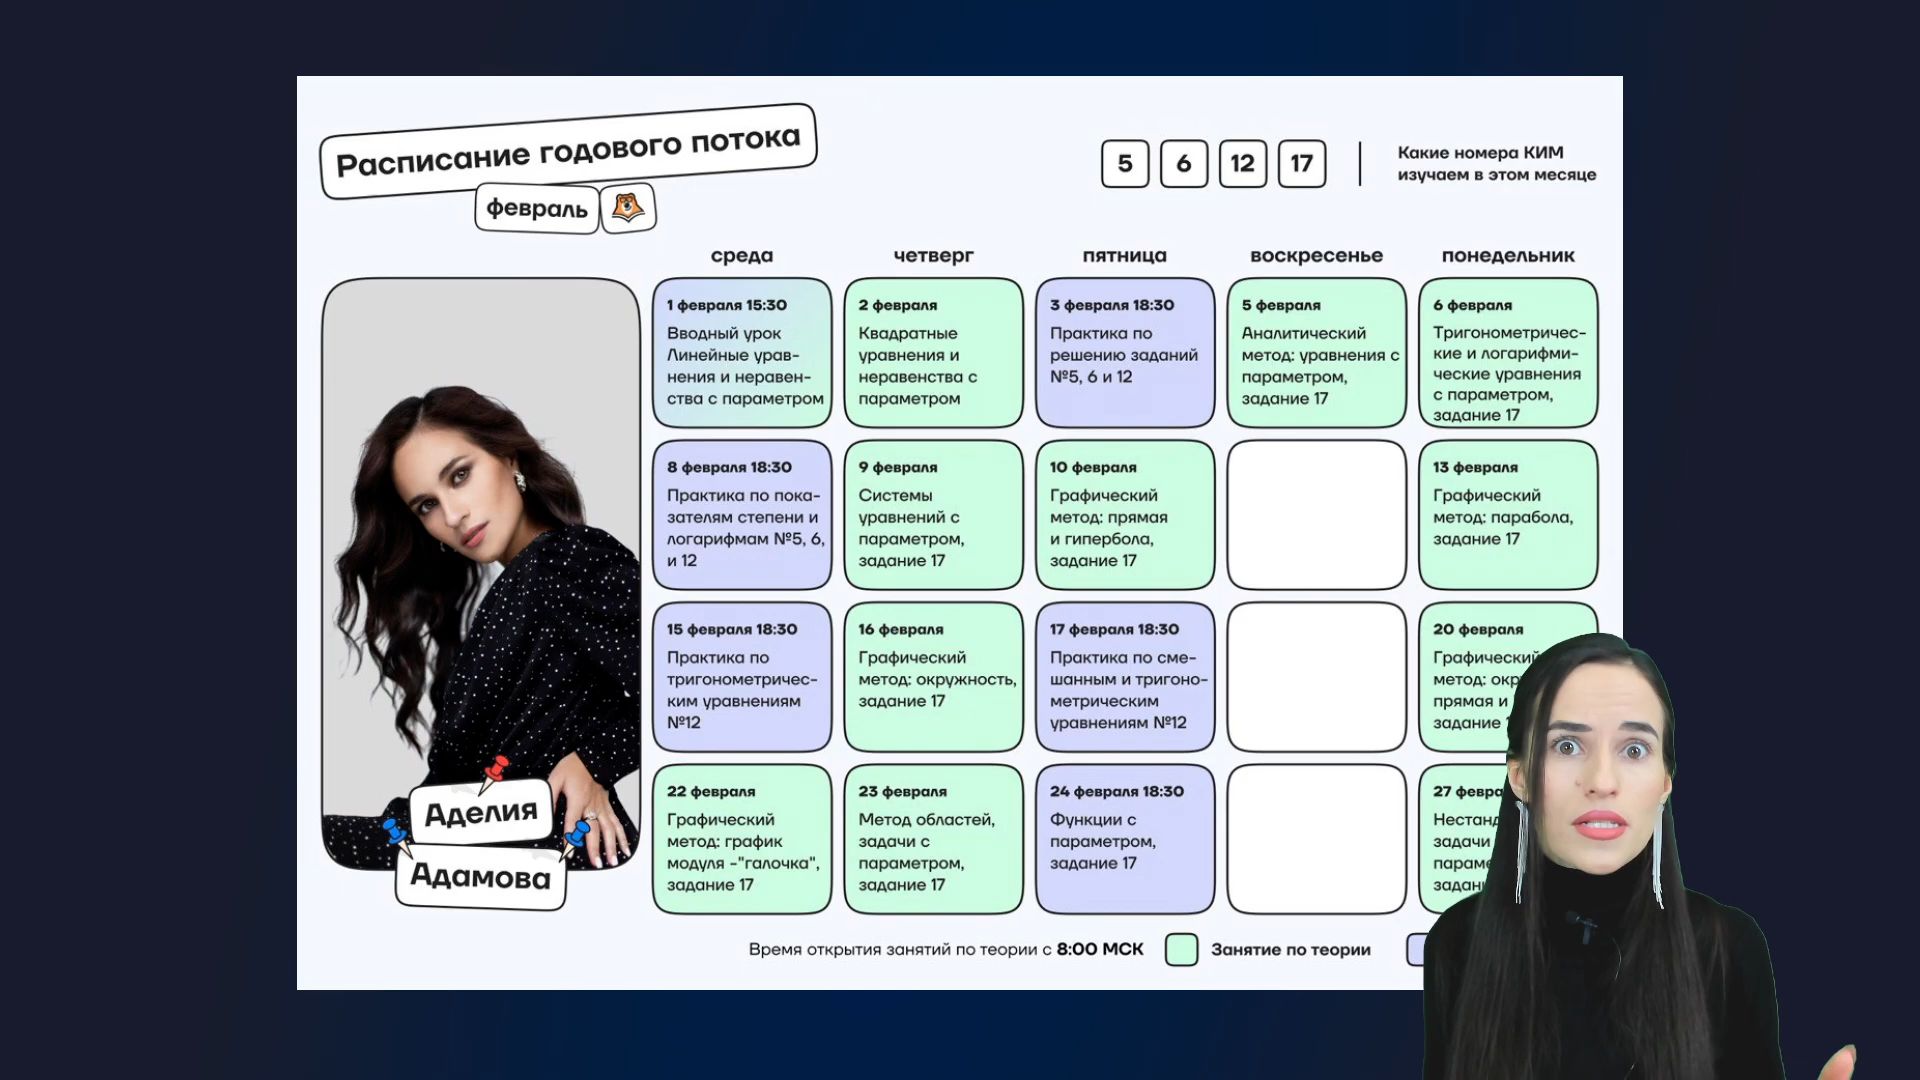 Расписание годового потока
февраль
5 6 12 17
Какие номера КИМ
изучаем в этом месяце
среда
четверг
пятница
воскресенье
понедельник
1 февраля 15:30
Вводный урок
Линейные урав-
нения и неравен-
ства с параметром
2 февраля
Квадратные
уравнения и
неравенства с
параметром
3 февраля 18:30
Практика по
решению заданий
№5, 6 и 12
5 февраля
Аналитический
метод: уравнения с
параметром,
задание 17
6 февраля
Тригонометричес-
кие и логарифми-
ческие уравнения
с параметром,
задание 17
8 февраля 18:30
Практика по пока-
зателям степени и
логарифмам №5, 6,
и 12
9 февраля
Системы
уравнений с
параметром,
задание 17
10 февраля
Графический
метод: прямая
и гипербола,
задание 17
13 февраля
Графический
метод: парабола,
задание 17
15 февраля 18:30
Практика по
тригонометричес-
ким уравнениям
№12
16 февраля
Графический
метод: окружность,
задание 17
17 февраля 18:30
Практика по сме-
шанным и тригоно-
метрическим
уравнениям №12
20 февраля
Графический
метод:
прямая и
задание
22 февраля
Графический
метод: график
модуля -"галочка",
задание 17
23 февраля
Метод областей,
задачи с
параметром,
задание 17
24 февраля 18:30
Функции с
параметром,
задание 17
27
задачи
Аделия
Адамова
Время открытия занятий по теории с 8:00 МСК
Занятие по теории